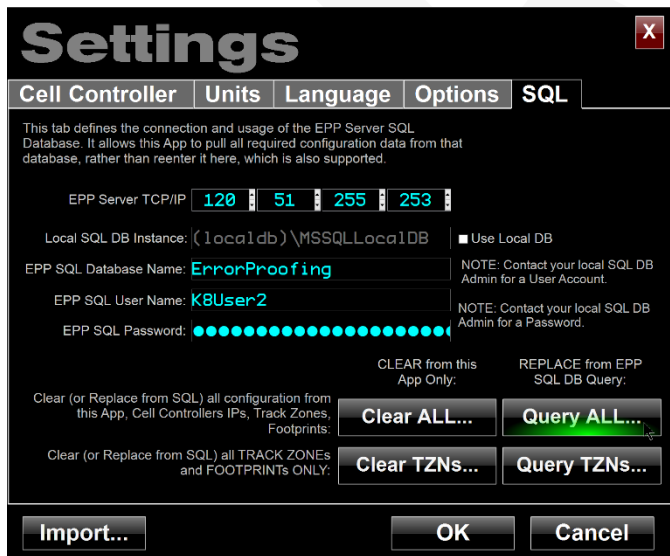 Settings
X
Cell Controller Units Language Options SQL
This tab defines the connection and usage of the EPP Server SQL
Database. It allows this App to pull all required configuration data from that
database, rather than reenter it here, which is also supported.
EPP Server TCP/IP 120 51 255 253
Local SQL DB Instance: (localdb)\MSSQLLocalDB Use Local DB
EPP SQL Database Name: ErrorProofing
NOTE: Contact your local SQL DB
Admin for a User Account.
EPP SQL User Name: K8User2
NOTE: Contact your local SQL DB
Admin for a Password.
EPP SQL Password: ●●●●●●●●●●●●●●●●●●●●●
CLEAR from this
App Only:
REPLACE from EPP
SQL DB Query:
Clear (or Replace from SQL) all configuration from
this App, Cell Controllers IPs, Track Zones,
Footprints:
Clear ALL... Query ALL...
Clear (or Replace from SQL) all TRACK ZONEs
and FOOTPRINTs ONLY:
Clear TZNs... Query TZNs...
Import... OK Cancel